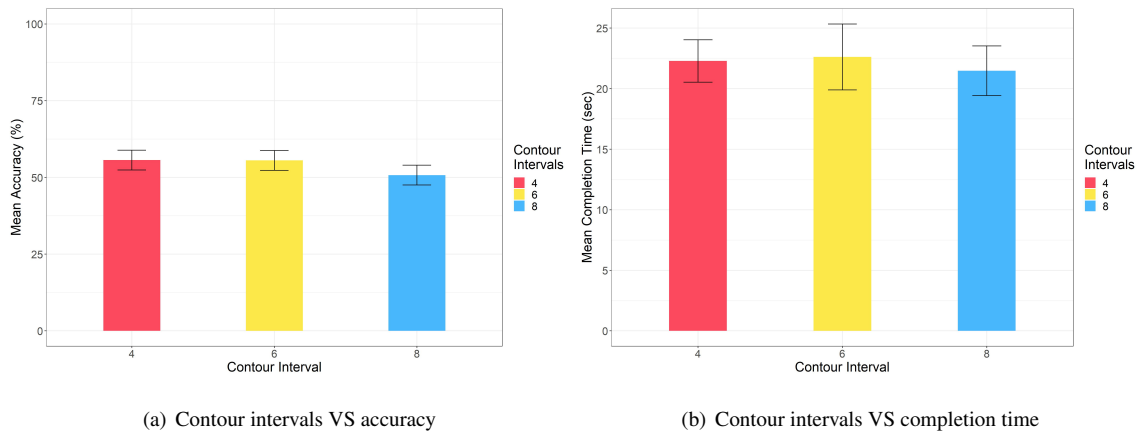 100
75
50
25
0
Mean Accuracy (%)
4 6 8
Contour Interval
Contour
Intervals
4
6
8
(a) Contour intervals VS accuracy
25
20
15
10
5
0
Mean Completion Time (sec)
4 6 8
Contour Interval
Contour
Intervals
4
6
8
(b) Contour intervals VS completion time